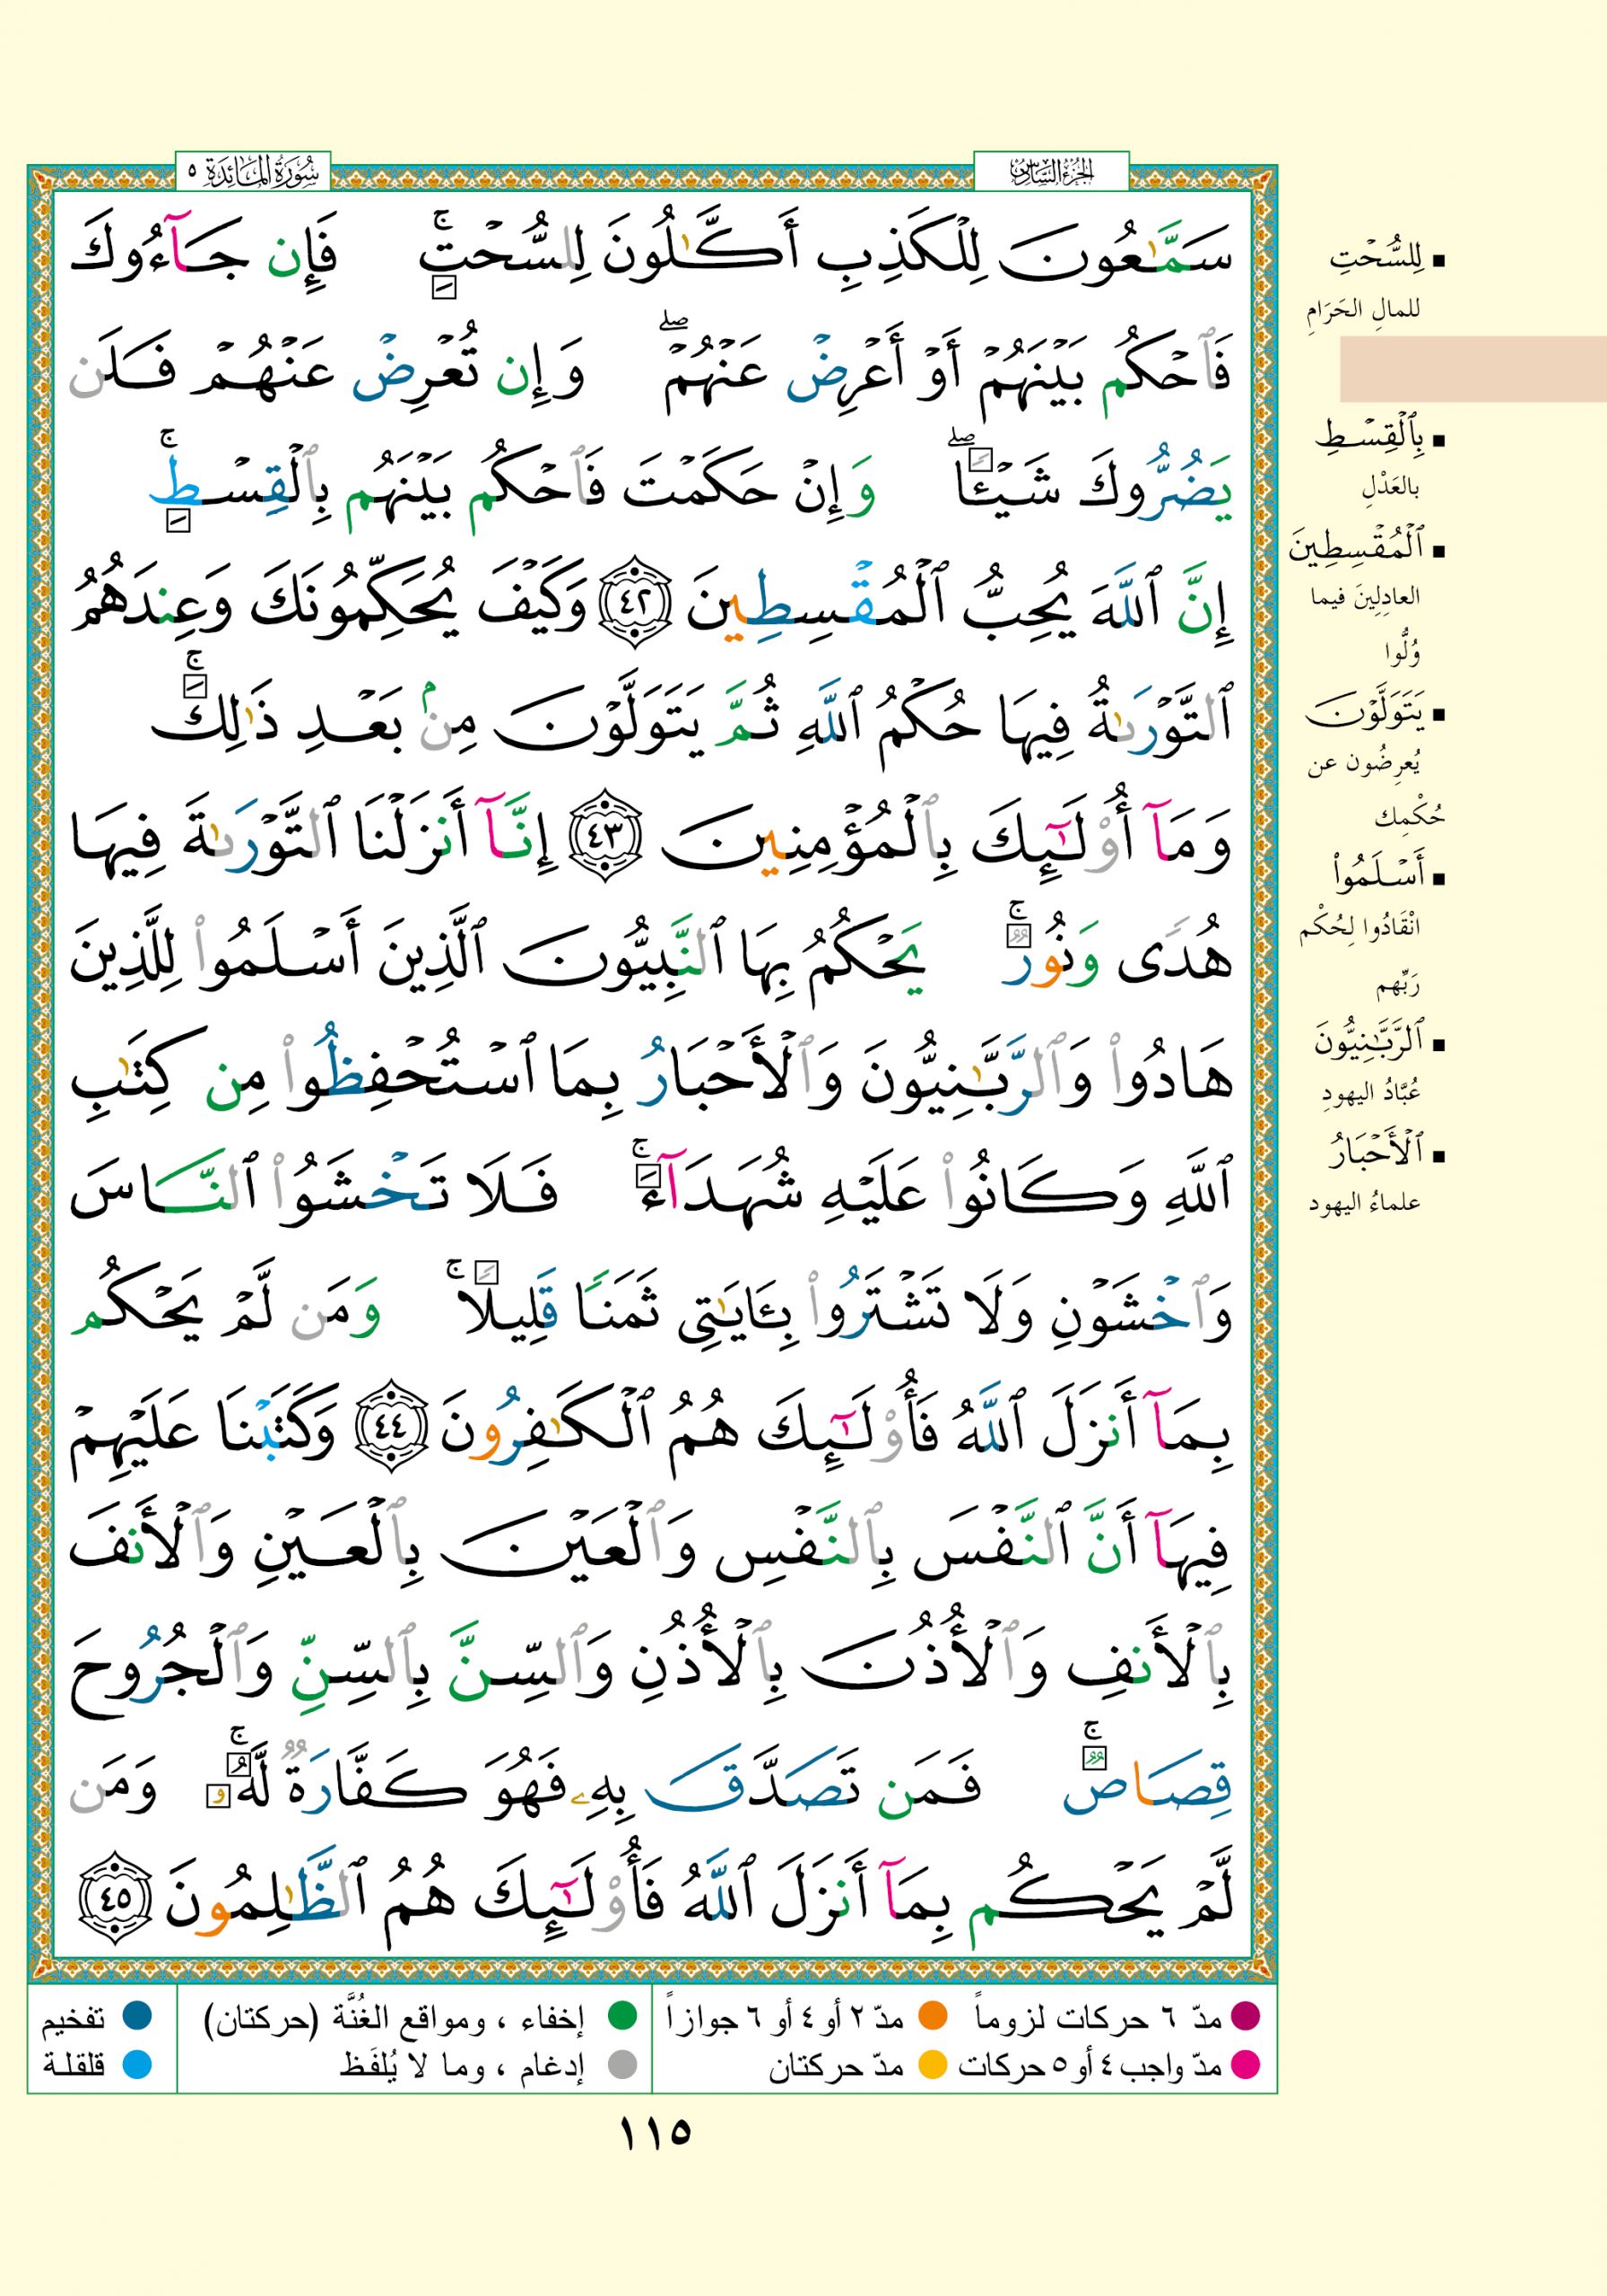 الجزء السادس
سورة المائدة ٥
سَمَّٰعُونَ لِلْكَذِبِ أَكَّٰلُونَ لِلسُّحْتِ ۚ فَإِن جَآءُوكَ
فَٱحْكُم بَيْنَهُمْ أَوْ أَعْرِضْ عَنْهُمْ ۖ وَإِن تُعْرِضْ عَنْهُمْ فَلَن
يَضُرُّوكَ شَيْـًٔا ۖ وَإِنْ حَكَمْتَ فَٱحْكُم بَيْنَهُم بِٱلْقِسْطِ ۚ
إِنَّ ٱللَّهَ يُحِبُّ ٱلْمُقْسِطِينَ ٤٢ وَكَيْفَ يُحَكِّمُونَكَ وَعِندَهُمُ
ٱلتَّوْرَىٰةُ فِيهَا حُكْمُ ٱللَّهِ ثُمَّ يَتَوَلَّوْنَ مِنۢ بَعْدِ ذَٰلِكَ ۚ
وَمَآ أُو۟لَٰٓئِكَ بِٱلْمُؤْمِنِينَ ٤٣ إِنَّآ أَنزَلْنَا ٱلتَّوْرَىٰةَ فِيهَا
هُدًى وَنُورٌ ۚ يَحْكُمُ بِهَا ٱلنَّبِيُّونَ ٱلَّذِينَ أَسْلَمُوا۟ لِلَّذِينَ
هَادُوا۟ وَٱلرَّبَّٰنِيُّونَ وَٱلْأَحْبَارُ بِمَا ٱسْتُحْفِظُوا۟ مِن كِتَٰبِ
ٱللَّهِ وَكَانُوا۟ عَلَيْهِ شُهَدَآءَ ۚ فَلَا تَخْشَوُا۟ ٱلنَّاسَ
وَٱخْشَوْنِ وَلَا تَشْتَرُوا۟ بِـَٔايَٰتِى ثَمَنًا قَلِيلًا ۚ وَمَن لَّمْ يَحْكُم
بِمَآ أَنزَلَ ٱللَّهُ فَأُو۟لَٰٓئِكَ هُمُ ٱلْكَٰفِرُونَ ٤٤ وَكَتَبْنَا عَلَيْهِمْ
فِيهَآ أَنَّ ٱلنَّفْسَ بِٱلنَّفْسِ وَٱلْعَيْنَ بِٱلْعَيْنِ وَٱلْأَنفَ
بِٱلْأَنفِ وَٱلْأُذُنَ بِٱلْأُذُنِ وَٱلسِّنَّ بِٱلسِّنِّ وَٱلْجُرُوحَ
قِصَاصٌ ۚ فَمَن تَصَدَّقَ بِهِۦ فَهُوَ كَفَّارَةٌ لَّهُۥ ۚ وَمَن
لَّمْ يَحْكُم بِمَآ أَنزَلَ ٱللَّهُ فَأُو۟لَٰٓئِكَ هُمُ ٱلظَّٰلِمُونَ ٤٥
▪ لِلسُّحْتِ
للمالِ الحَرَامِ
▪ بِٱلْقِسْطِ
بالعَدْلِ
▪ ٱلْمُقْسِطِينَ
العادِلِينَ فيما
وُلُّوا
▪ يَتَوَلَّوْنَ
يُعرِضُون عن
حُكْمِك
▪ أَسْلَمُوا۟
انْقَادُوا لِحُكْم
رَبِّهم
▪ ٱلرَّبَّٰنِيُّونَ
عُبَّادُ اليهودِ
▪ ٱلْأَحْبَارُ
علماءُ اليهود
مدّ ٦ حركات لزوماً
مدّ ٢ أو ٤ أو ٦ جوازاً
إخفاء ، ومواقع الغُنَّة (حركتان)
تفخيم
مدّ واجب ٤ أو ٥ حركات
مدّ حركتان
إدغام ، وما لا يُلفَظ
قلقلة
١١٥